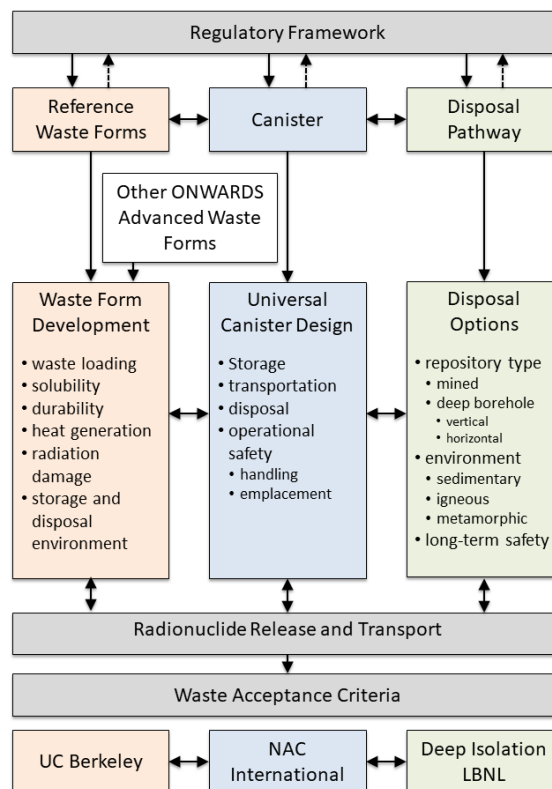 Regulatory Framework
Reference
Waste Forms
Canister
Disposal
Pathway
Other ONWARDS
Advanced Waste
Forms
Waste Form
Development
• waste loading
• solubility
• durability
• heat generation
• radiation
damage
• storage and
disposal
environment
Universal
Canister Design
• Storage
• transportation
• disposal
• operational
safety
• handling
• emplacement
Disposal
Options
• repository type
• mined
• deep borehole
• vertical
• horizontal
• environment
• sedimentary
• igneous
• metamorphic
• long-term safety
Radionuclide Release and Transport
Waste Acceptance Criteria
UC Berkeley
NAC
International
Deep Isolation
LBNL